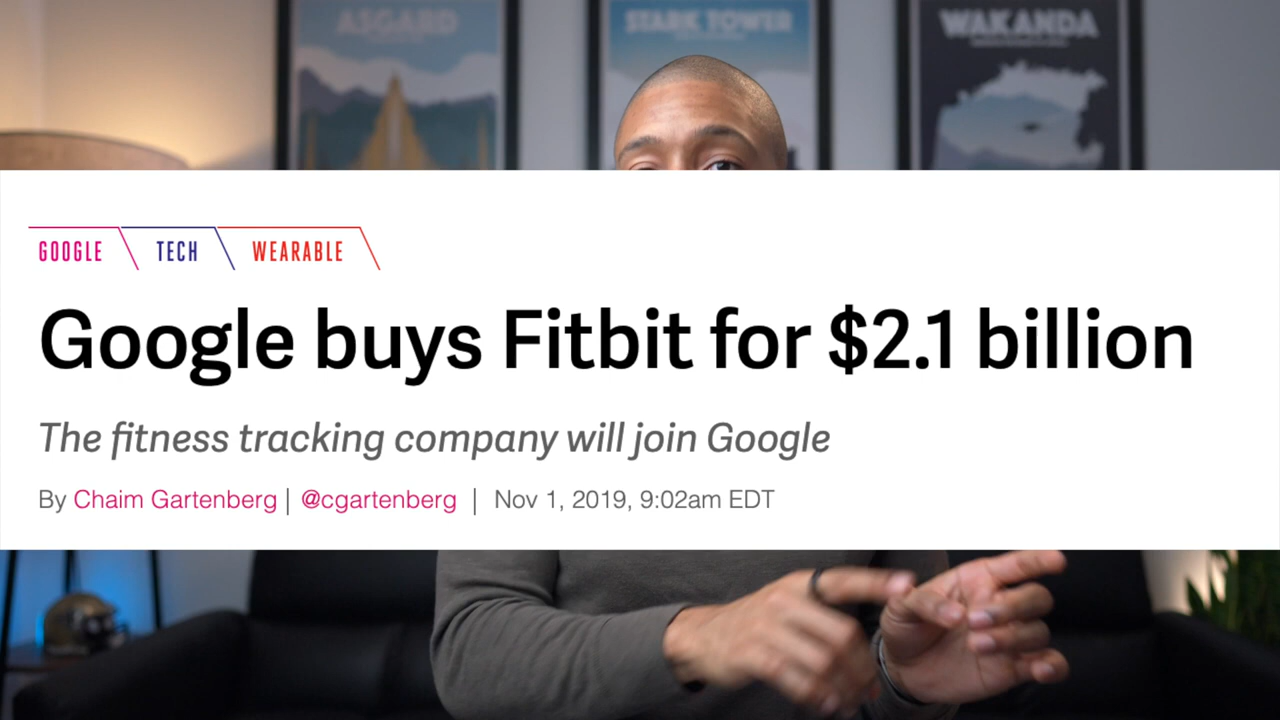 ASGARD
STARK TOWER
WAKANDA
GOOGLE TECH WEARABLE
Google buys Fitbit for $2.1 billion
The fitness tracking company will join Google
By Chaim Gartenberg | @cgartenberg | Nov 1, 2019, 9:02am EDT